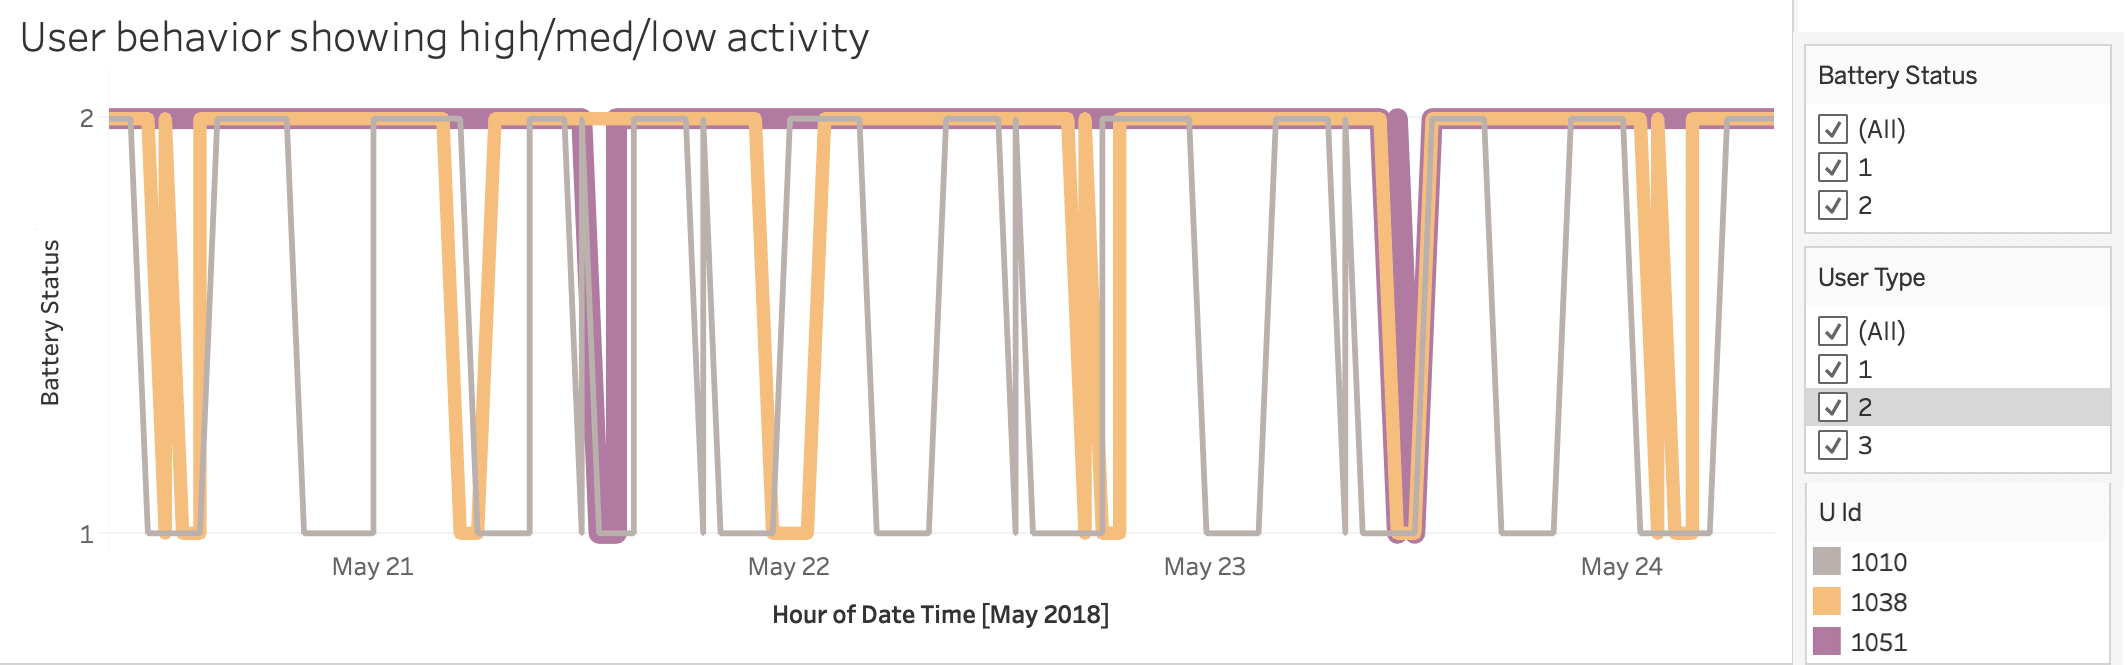 User behavior showing high/med/low activity
2
1
Battery Status
May 21
May 22
May 23
May 24
Hour of Date Time [May 2018]
Battery Status
(All)
1
2
User Type
(All)
1
2
3
U Id
1010
1038
1051